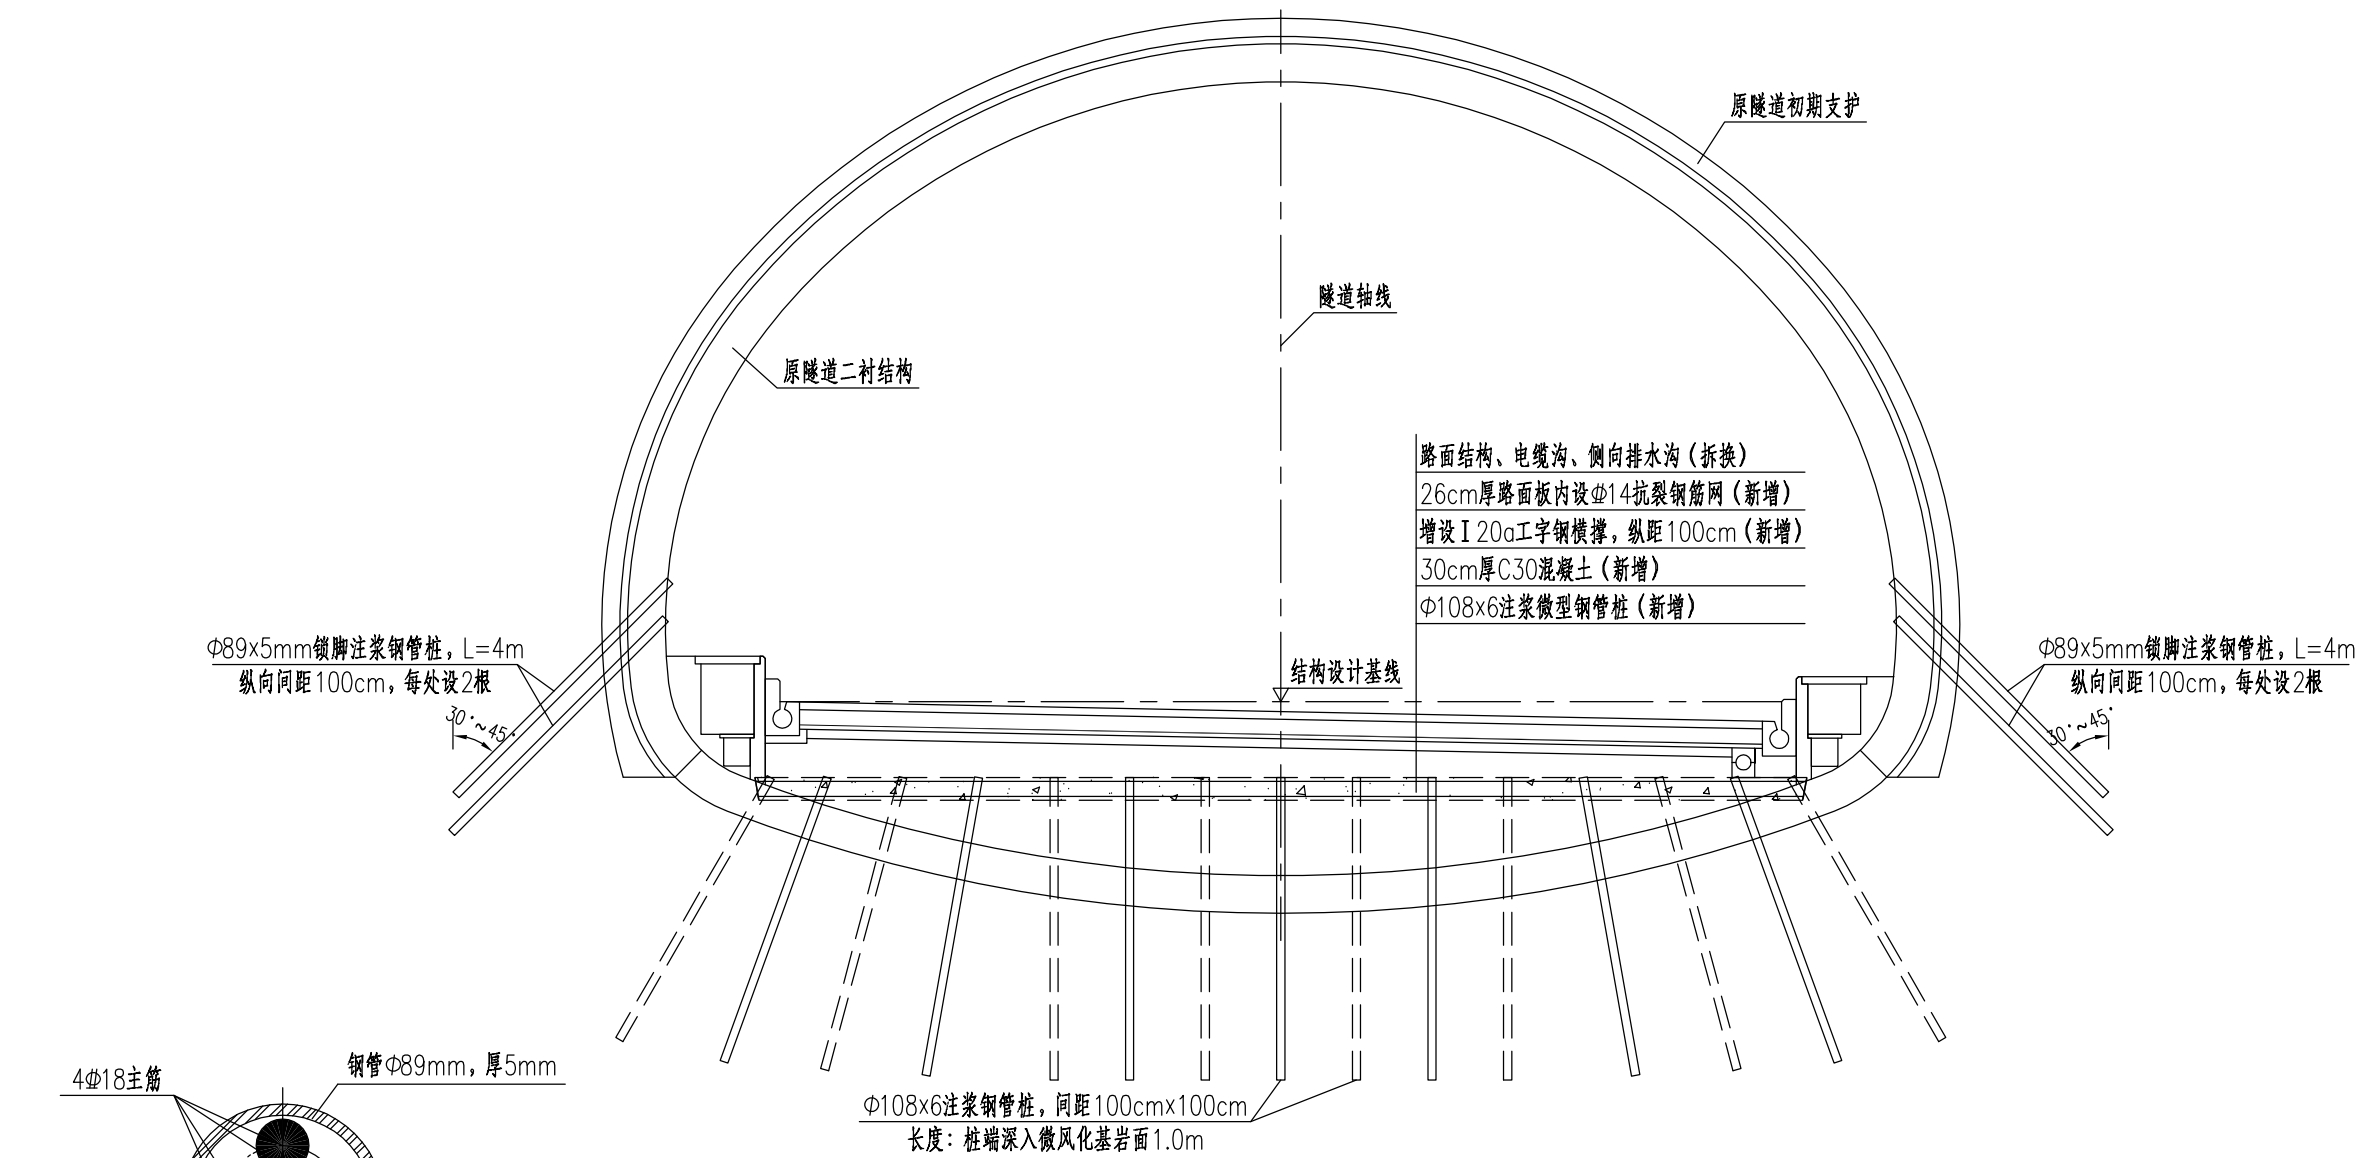 原隧道初期支护
隧道轴线
原隧道二衬结构
路面结构、电缆沟、侧向排水沟（拆换）
26cm厚路面板内设Φ14抗裂钢筋网（新增）
增设I20a工字钢横撑，纵距100cm（新增）
30cm厚C30混凝土（新增）
Φ108x6注浆微型钢管桩（新增）
Φ89x5mm锁脚注浆钢管桩，L=4m
纵向间距100cm，每处设2根
30°~45°
结构设计基线
Φ89x5mm锁脚注浆钢管桩，L=4m
纵向间距100cm，每处设2根
30°~45°
4Φ18主筋
钢管Φ89mm，厚5mm
Φ108x6注浆钢管桩，间距100cmx100cm
长度：桩端深入微风化基岩面1.0m